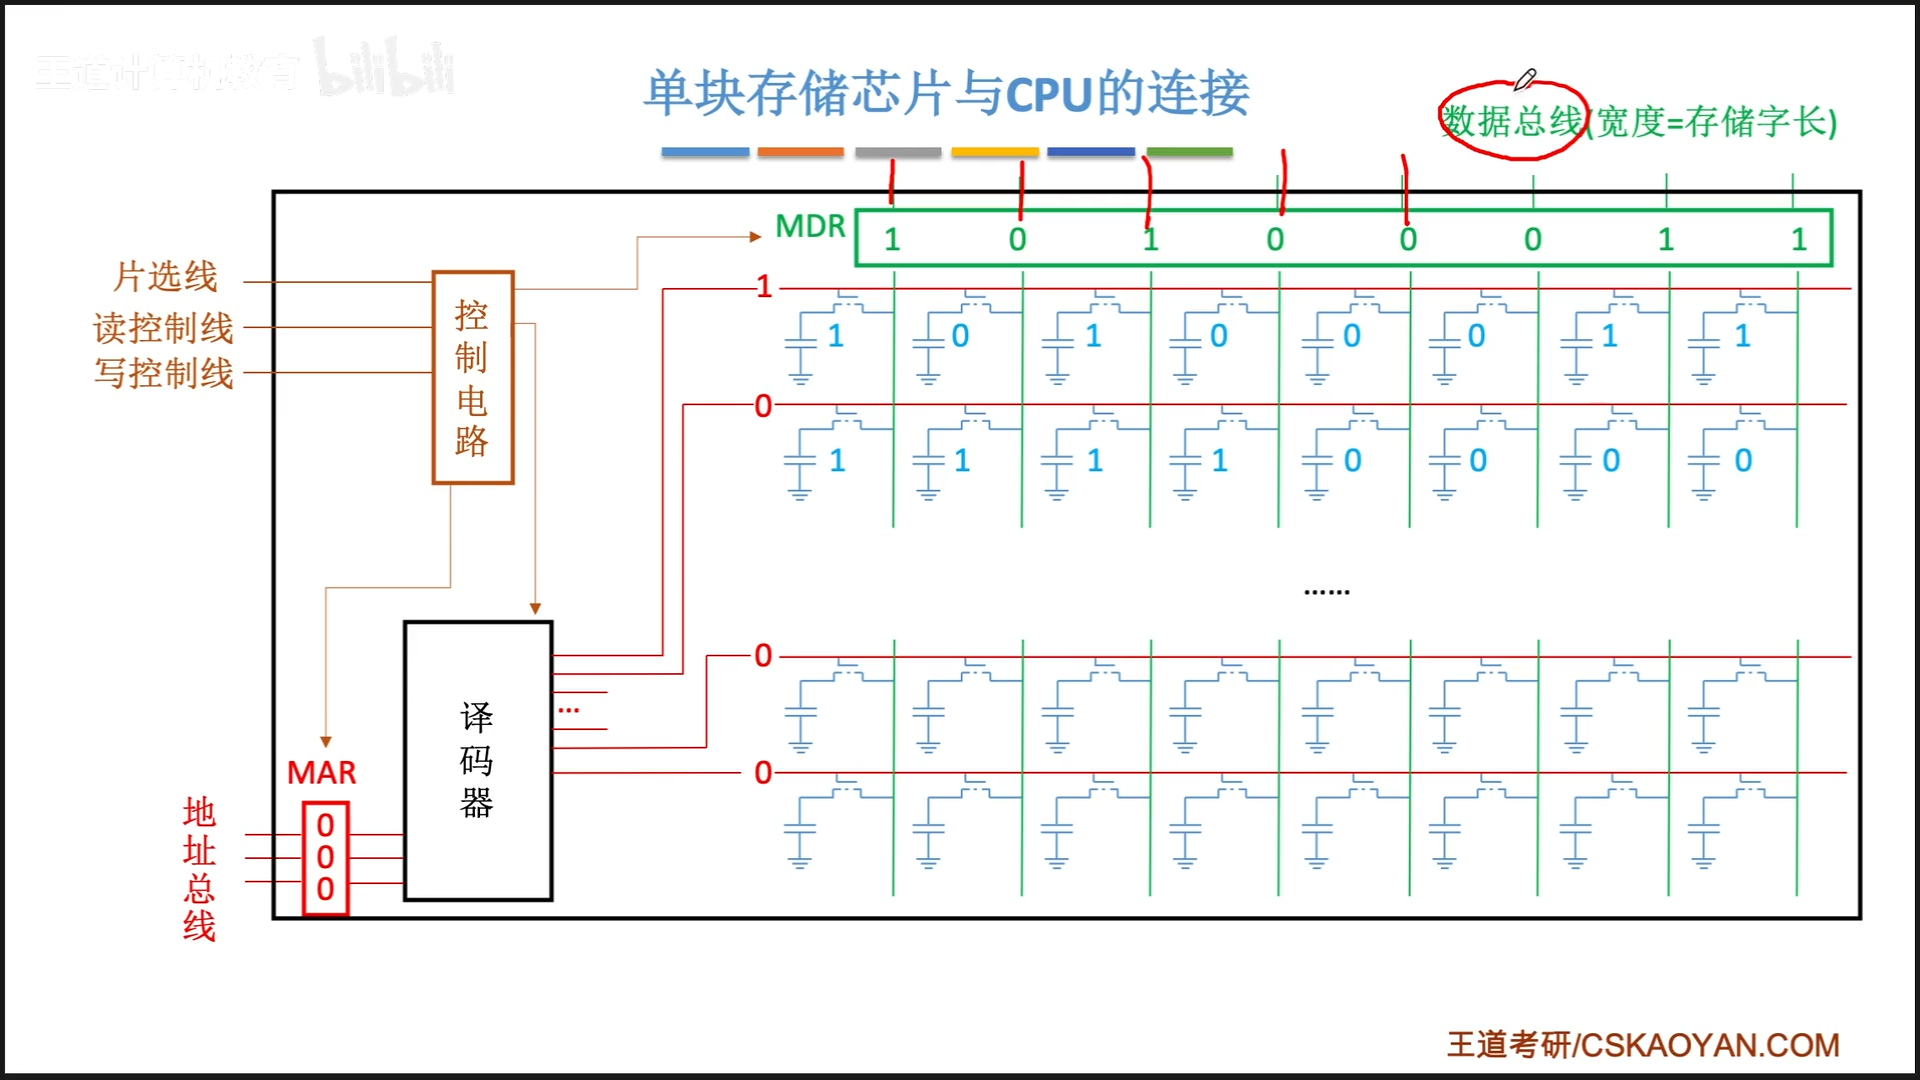 王道计算机教育 bilibili
单块存储芯片与CPU的连接
数据总线(宽度=存储字长)
MDR 1 0 1 0 0 0 1 1
片选线
读控制线
写控制线
控制电路
1
1 0 1 0 0 0 1 1
0
1 1 1 1 0 0 0 0
......
0
...
译码器
0
MAR
地址总线
0
0
0
王道考研/CSKAOYAN.COM